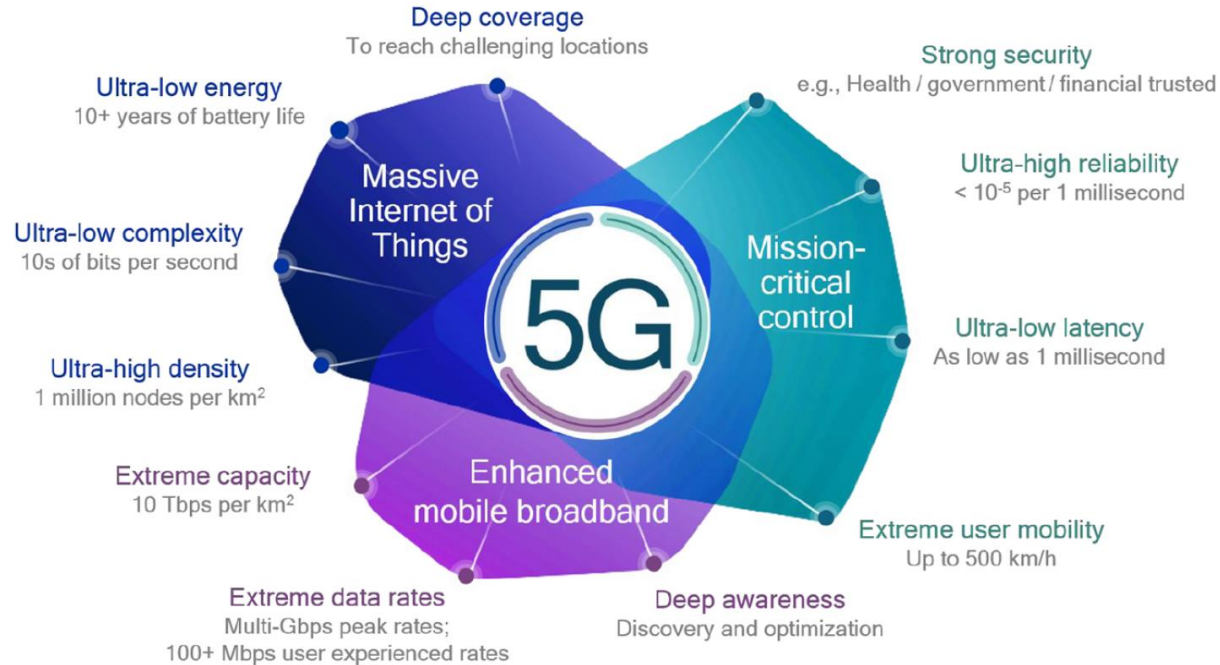 Deep coverage
To reach challenging locations
Ultra-low energy
10+ years of battery life
Ultra-low complexity
10s of bits per second
Ultra-high density
1 million nodes per km²
Massive
Internet of
Things
5G
Strong security
e.g., Health / government / financial trusted
Ultra-high reliability
< 10⁻⁵ per 1 millisecond
Mission-
critical
control
Ultra-low latency
As low as 1 millisecond
Extreme user mobility
Up to 500 km/h
Extreme capacity
10 Tbps per km²
Enhanced
mobile broadband
Extreme data rates
Multi-Gbps peak rates;
100+ Mbps user experienced rates
Deep awareness
Discovery and optimization